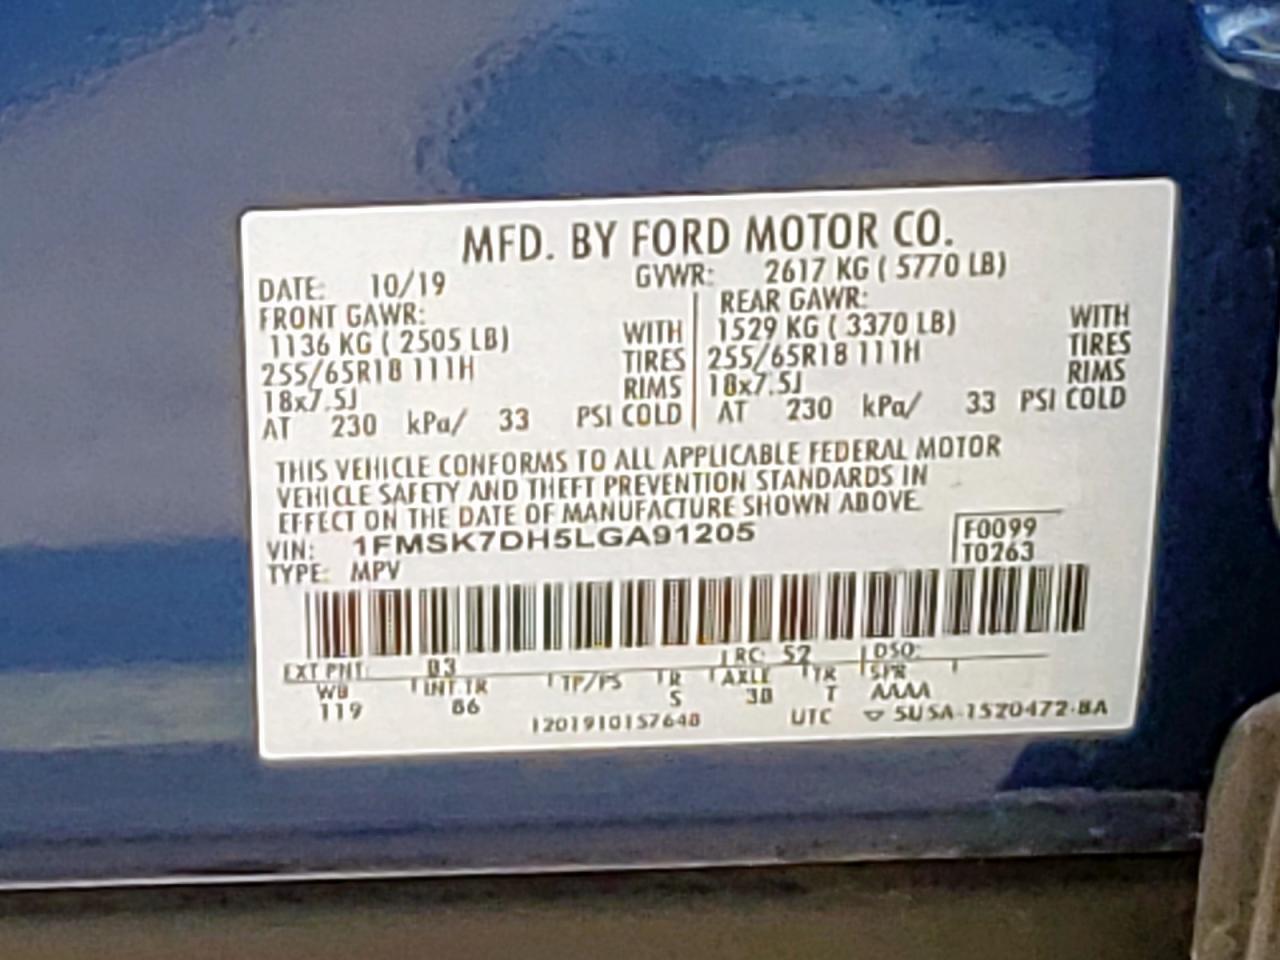 MFD. BY FORD MOTOR CO.
DATE: 10/19 GVWR: 2617 KG ( 5770 LB)
FRONT GAWR: REAR GAWR:
1136 KG ( 2505 LB) WITH 1529 KG ( 3370 LB) WITH
255/65R18 111H TIRES 255/65R18 111H TIRES
18x7.5J RIMS 18x7.5J RIMS
AT 230 kPa/ 33 PSI COLD AT 230 kPa/ 33 PSI COLD
THIS VEHICLE CONFORMS TO ALL APPLICABLE FEDERAL MOTOR
VEHICLE SAFETY AND THEFT PREVENTION STANDARDS IN
EFFECT ON THE DATE OF MANUFACTURE SHOWN ABOVE.
VIN: 1FMSK7DH5LGA91205 F0099
TYPE: MPV T0263
EXT PNT: B3 RC: 52 DSO:
WB INT TR TP/PS R AXLE TR SPR
119 86 S 3B T AAAA
1201910157648 UTC ▽ 5USA-1520472-BA